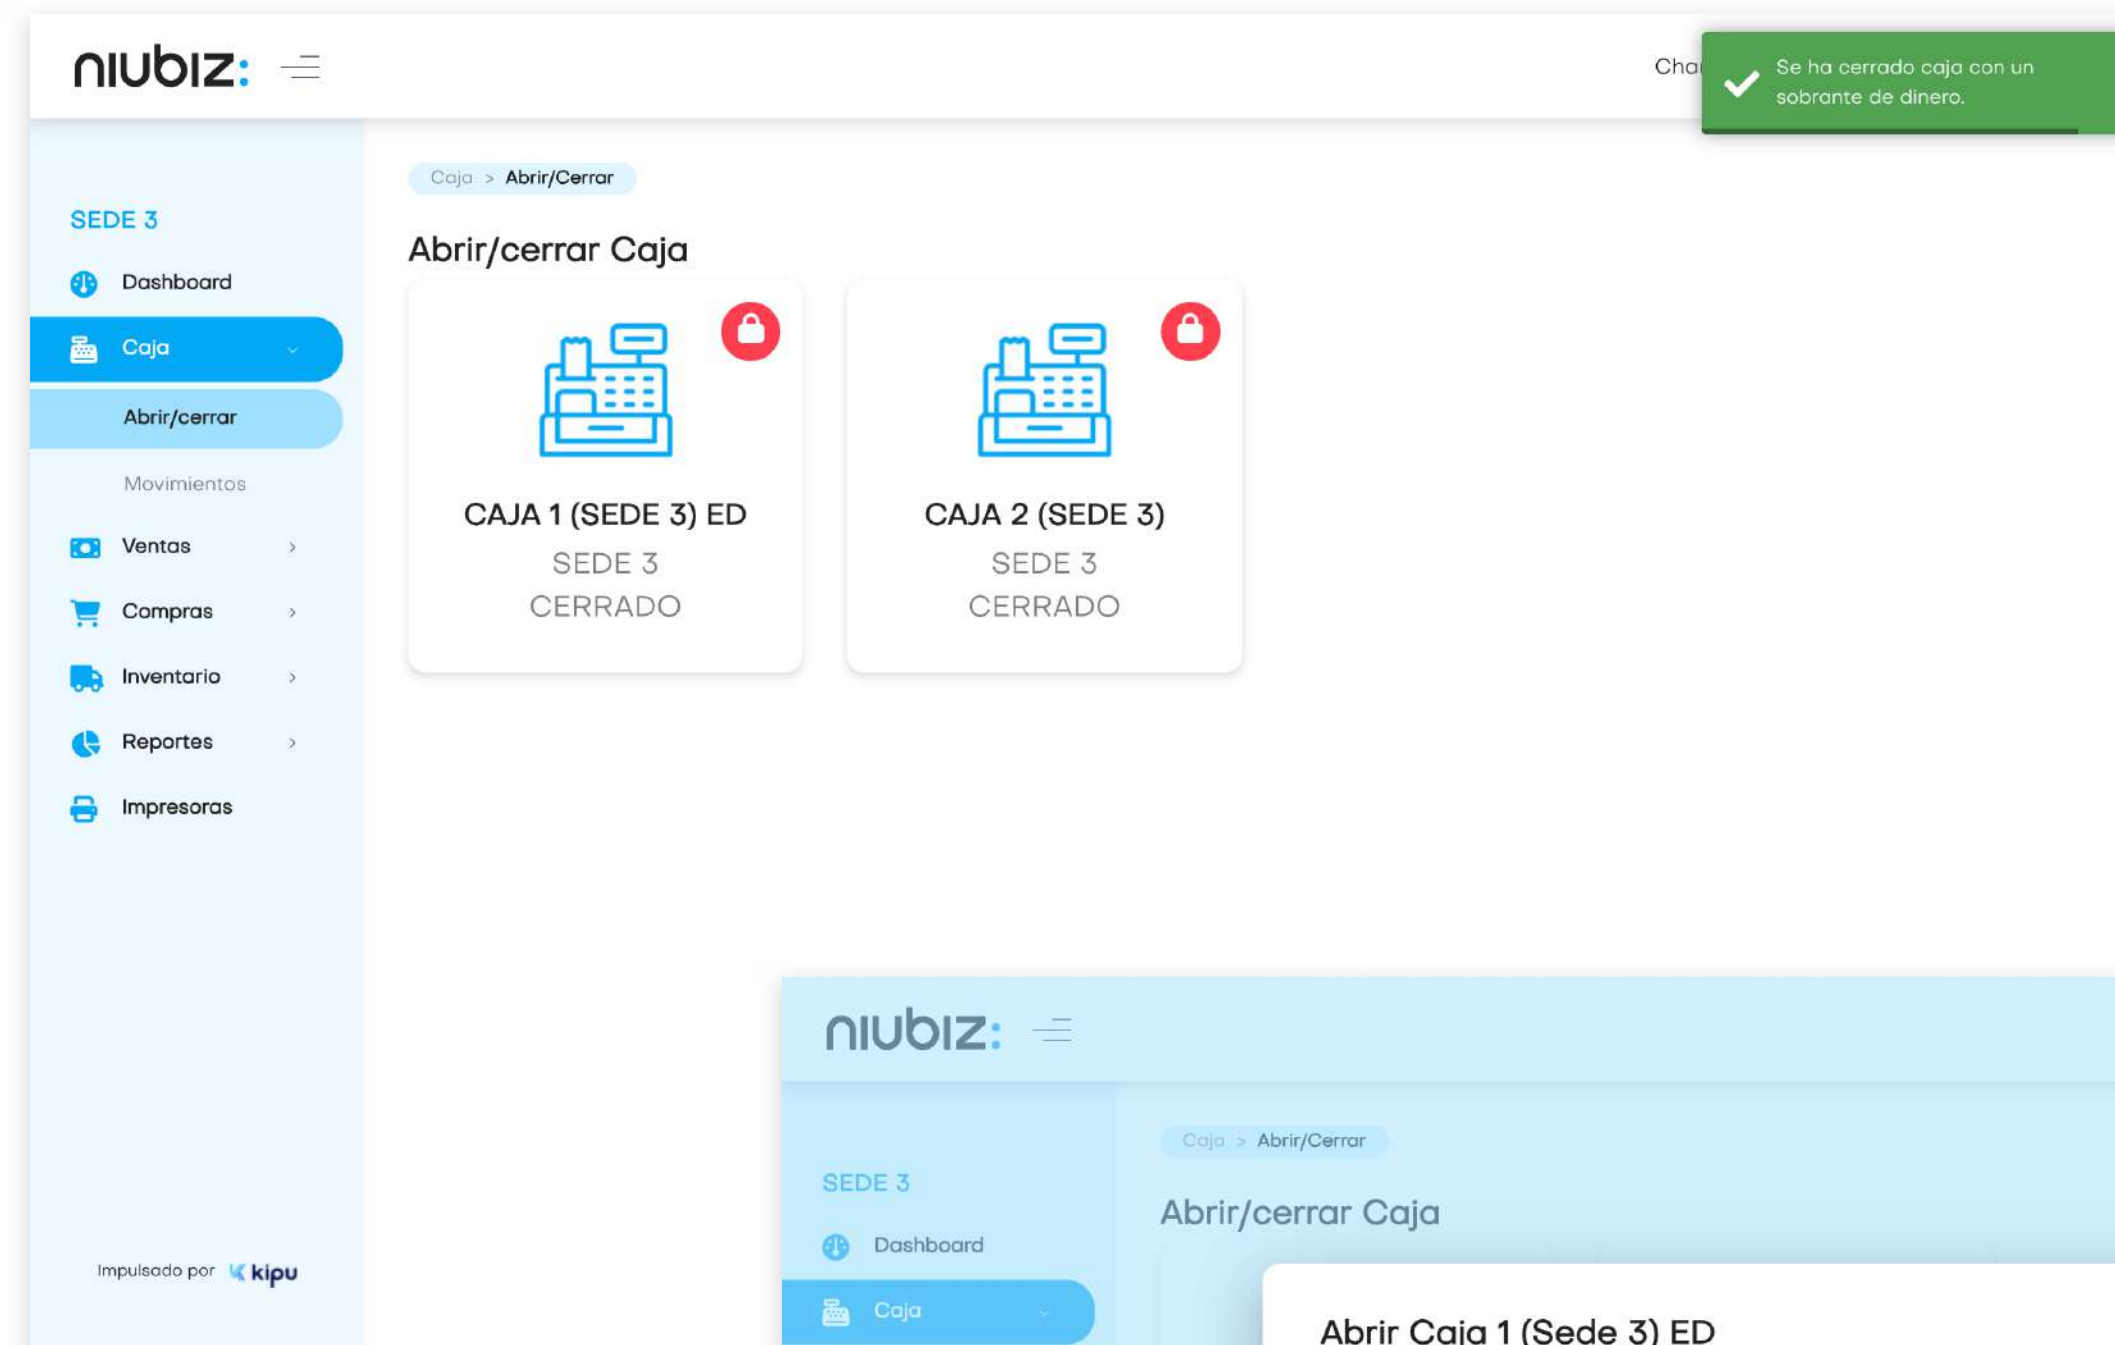 niubiz:
Se ha cerrado caja con un
sobrante de dinero.
Caja > Abrir/Cerrar
SEDE 3
Abrir/cerrar Caja
Dashboard
Caja
Abrir/cerrar
Movimientos
Ventas
Compras
Inventario
Reportes
Impresoras
CAJA 1 (SEDE 3) ED
SEDE 3
CERRADO
CAJA 2 (SEDE 3)
SEDE 3
CERRADO
Impulsado por kipu
niubiz:
Caja > Abrir/Cerrar
SEDE 3
Abrir/cerrar Caja
Dashboard
Caja
Abrir Caja 1 (Sede 3) ED